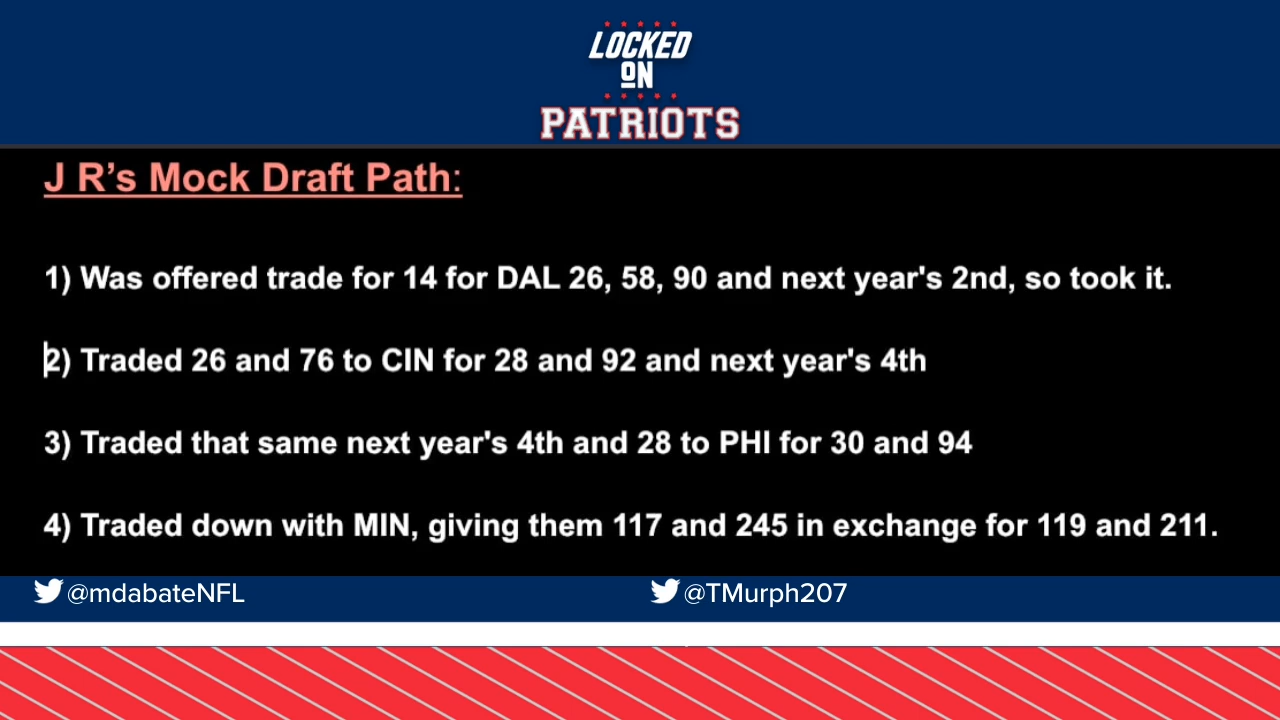 LOCKED
ON
PATRIOTS
J R’s Mock Draft Path:
1) Was offered trade for 14 for DAL 26, 58, 90 and next year's 2nd, so took it.
2) Traded 26 and 76 to CIN for 28 and 92 and next year's 4th
3) Traded that same next year's 4th and 28 to PHI for 30 and 94
4) Traded down with MIN, giving them 117 and 245 in exchange for 119 and 211.
@mdabateNFL @TMurph207